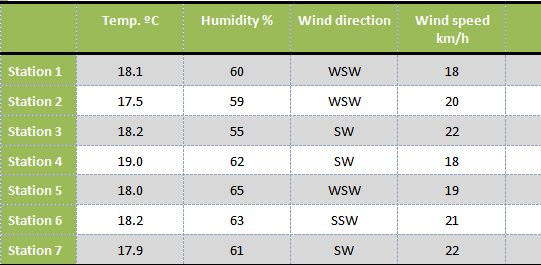 Temp. ºC Humidity % Wind direction Wind speed
km/h
Station 1 18.1 60 WSW 18
Station 2 17.5 59 WSW 20
Station 3 18.2 55 SW 22
Station 4 19.0 62 SW 18
Station 5 18.0 65 WSW 19
Station 6 18.2 63 SSW 21
Station 7 17.9 61 SW 22